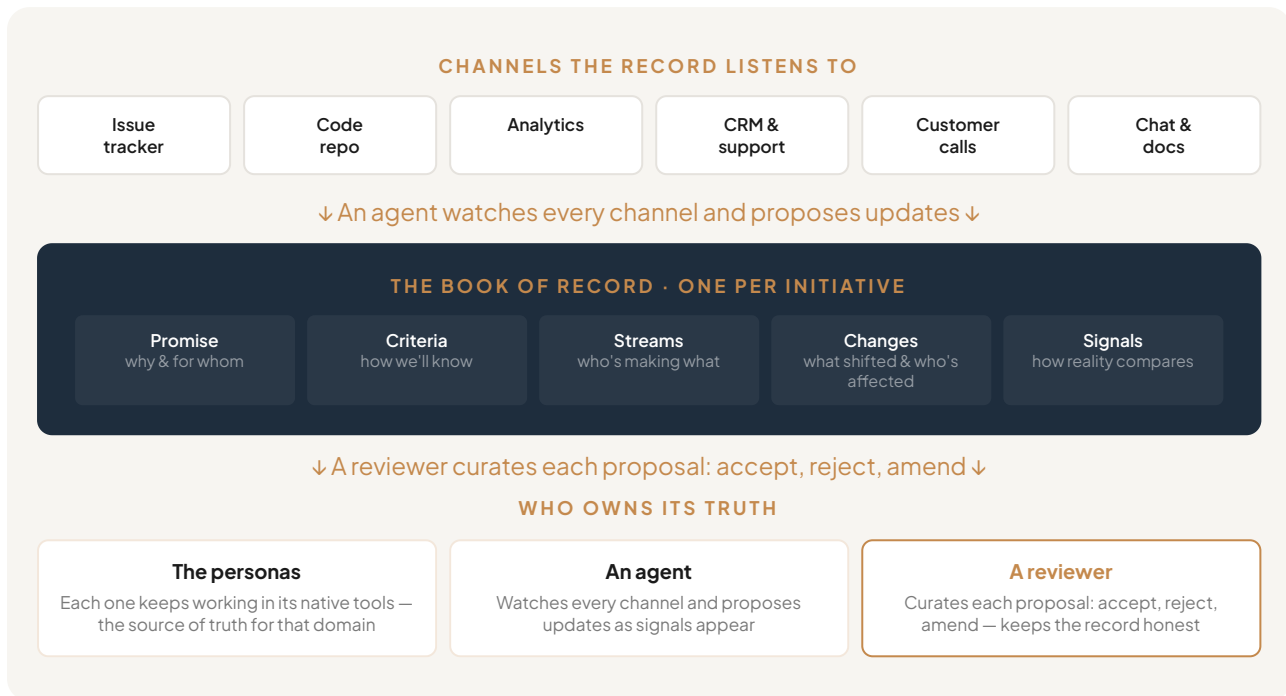 CHANNELS THE RECORD LISTENS TO
Issue
tracker
Code
repo
Analytics
CRM &
support
Customer
calls
Chat &
docs
↓ An agent watches every channel and proposes updates ↓
THE BOOK OF RECORD · ONE PER INITIATIVE
Promise
why & for whom
Criteria
how we'll know
Streams
who's making what
Changes
what shifted & who's
affected
Signals
how reality compares
↓ A reviewer curates each proposal: accept, reject, amend ↓
WHO OWNS ITS TRUTH
The personas
Each one keeps working in its native tools —
the source of truth for that domain
An agent
Watches every channel and proposes
updates as signals appear
A reviewer
Curates each proposal: accept, reject,
amend — keeps the record honest